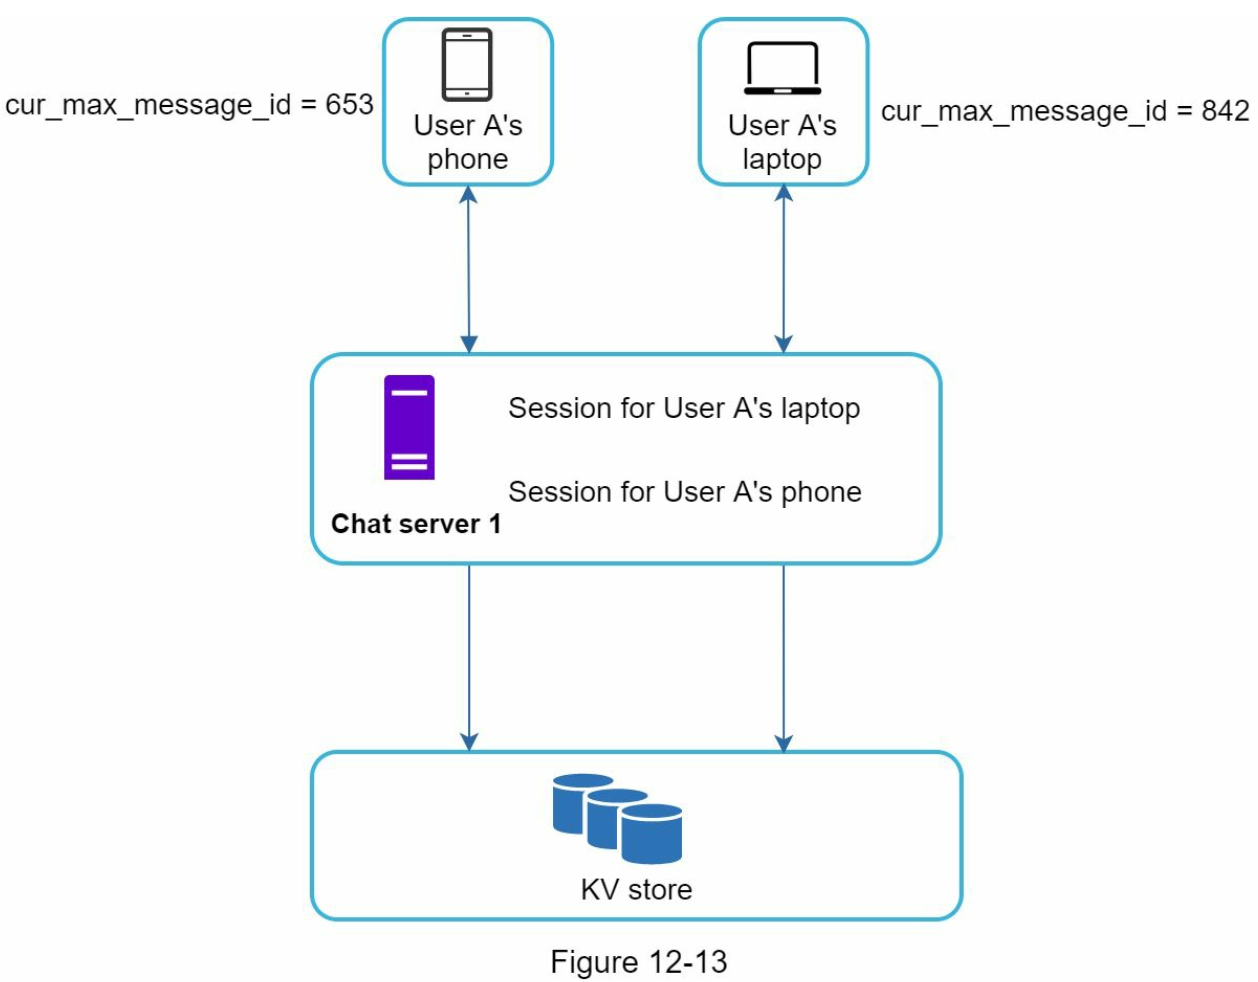 cur_max_message_id = 653
User A's
phone
User A's
laptop
cur_max_message_id = 842
Session for User A's laptop
Session for User A's phone
Chat server 1
KV store
Figure 12-13